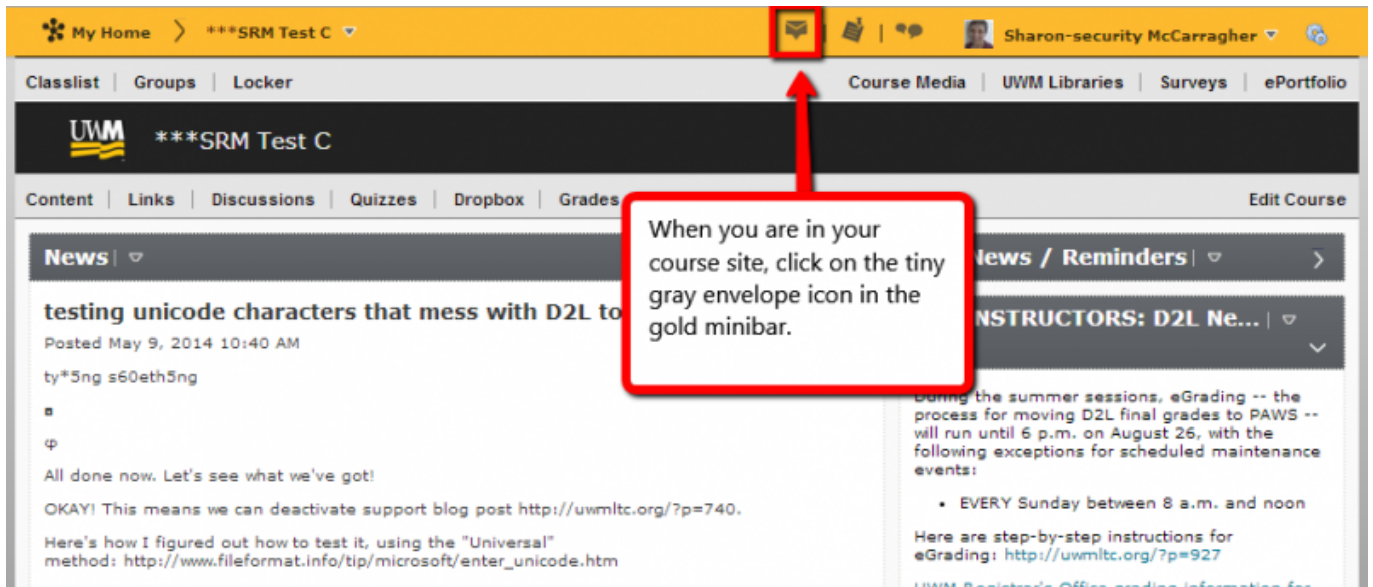 My Home ***SRM Test C Sharon-security McCarragher
Classlist | Groups | Locker Course Media | UWM Libraries | Surveys | ePortfolio
UWM ***SRM Test C
Content | Links | Discussions | Quizzes | Dropbox | Grades Edit Course
When you are in your
course site, click on the tiny
gray envelope icon in the
gold minibar.
News
testing unicode characters that mess with D2L to
Posted May 9, 2014 10:40 AM
ty*5ng s60eth5ng
¤
φ
All done now. Let's see what we've got!
OKAY! This means we can deactivate support blog post http://uwmltc.org/?p=740.
Here's how I figured out how to test it, using the "Universal"
method: http://www.fileformat.info/tip/microsoft/enter_unicode.htm
News / Reminders
NSTRUCTORS: D2L Ne...
During the summer sessions, eGrading -- the
process for moving D2L final grades to PAWS --
will run until 6 p.m. on August 26, with the
following exceptions for scheduled maintenance
events:
• EVERY Sunday between 8 a.m. and noon
Here are step-by-step instructions for
eGrading: http://uwmltc.org/?p=927
UWM Registrar's Office grading information for